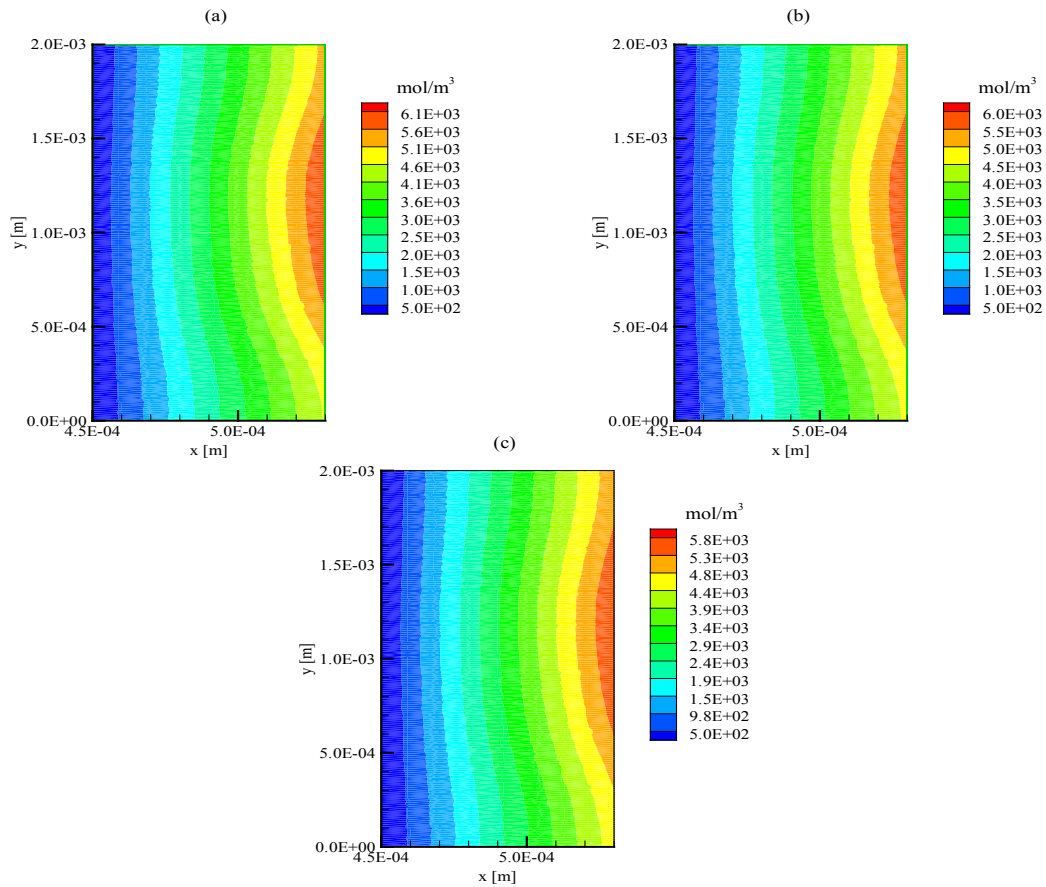 (a)
2.0E-03
1.5E-03
1.0E-03
5.0E-04
0.0E+00
y [m]
4.5E-04 5.0E-04
x [m]
mol/m³
6.1E+03
5.6E+03
5.1E+03
4.6E+03
4.1E+03
3.6E+03
3.0E+03
2.5E+03
2.0E+03
1.5E+03
1.0E+03
5.0E+02
(b)
2.0E-03
1.5E-03
1.0E-03
5.0E-04
0.0E+00
y [m]
4.5E-04 5.0E-04
x [m]
mol/m³
6.0E+03
5.5E+03
5.0E+03
4.5E+03
4.0E+03
3.5E+03
3.0E+03
2.5E+03
2.0E+03
1.5E+03
1.0E+03
5.0E+02
(c)
2.0E-03
1.5E-03
1.0E-03
5.0E-04
0.0E+00
y [m]
4.5E-04 5.0E-04
x [m]
mol/m³
5.8E+03
5.3E+03
4.8E+03
4.4E+03
3.9E+03
3.4E+03
2.9E+03
2.4E+03
1.9E+03
1.5E+03
9.8E+02
5.0E+02